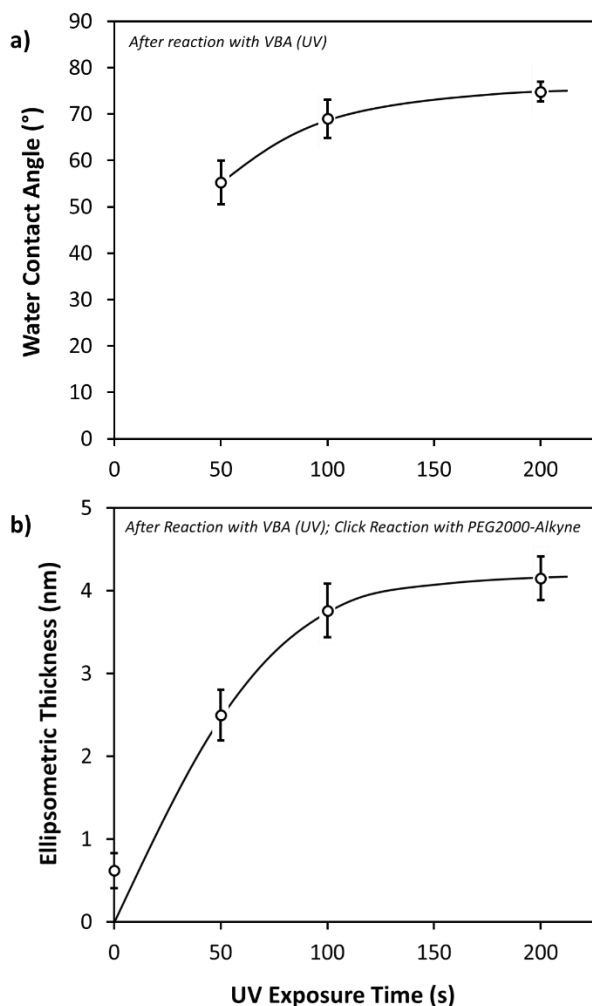 a)
After reaction with VBA (UV)
Water Contact Angle (°)
90
80
70
60
50
40
30
20
10
0
0 50 100 150 200
b)
After Reaction with VBA (UV); Click Reaction with PEG2000-Alkyne
Ellipsometric Thickness (nm)
5
4
3
2
1
0
0 50 100 150 200
UV Exposure Time (s)